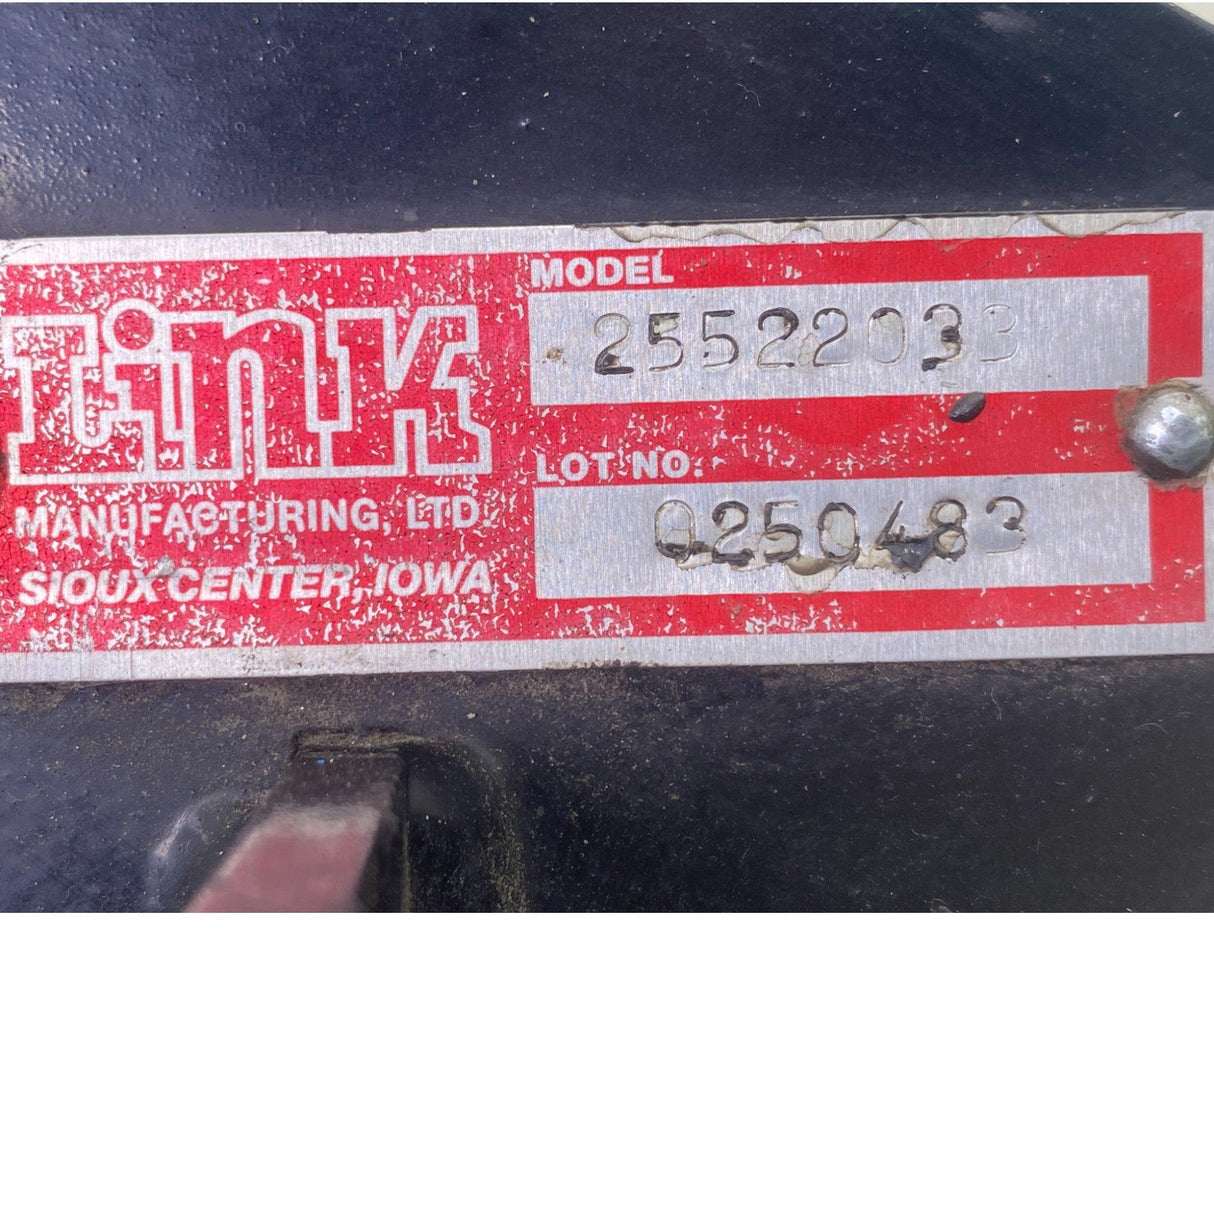 Link
MANUFACTURING, LTD.
SIOUX CENTER, IOWA
MODEL
25522033
LOT NO.
0250483